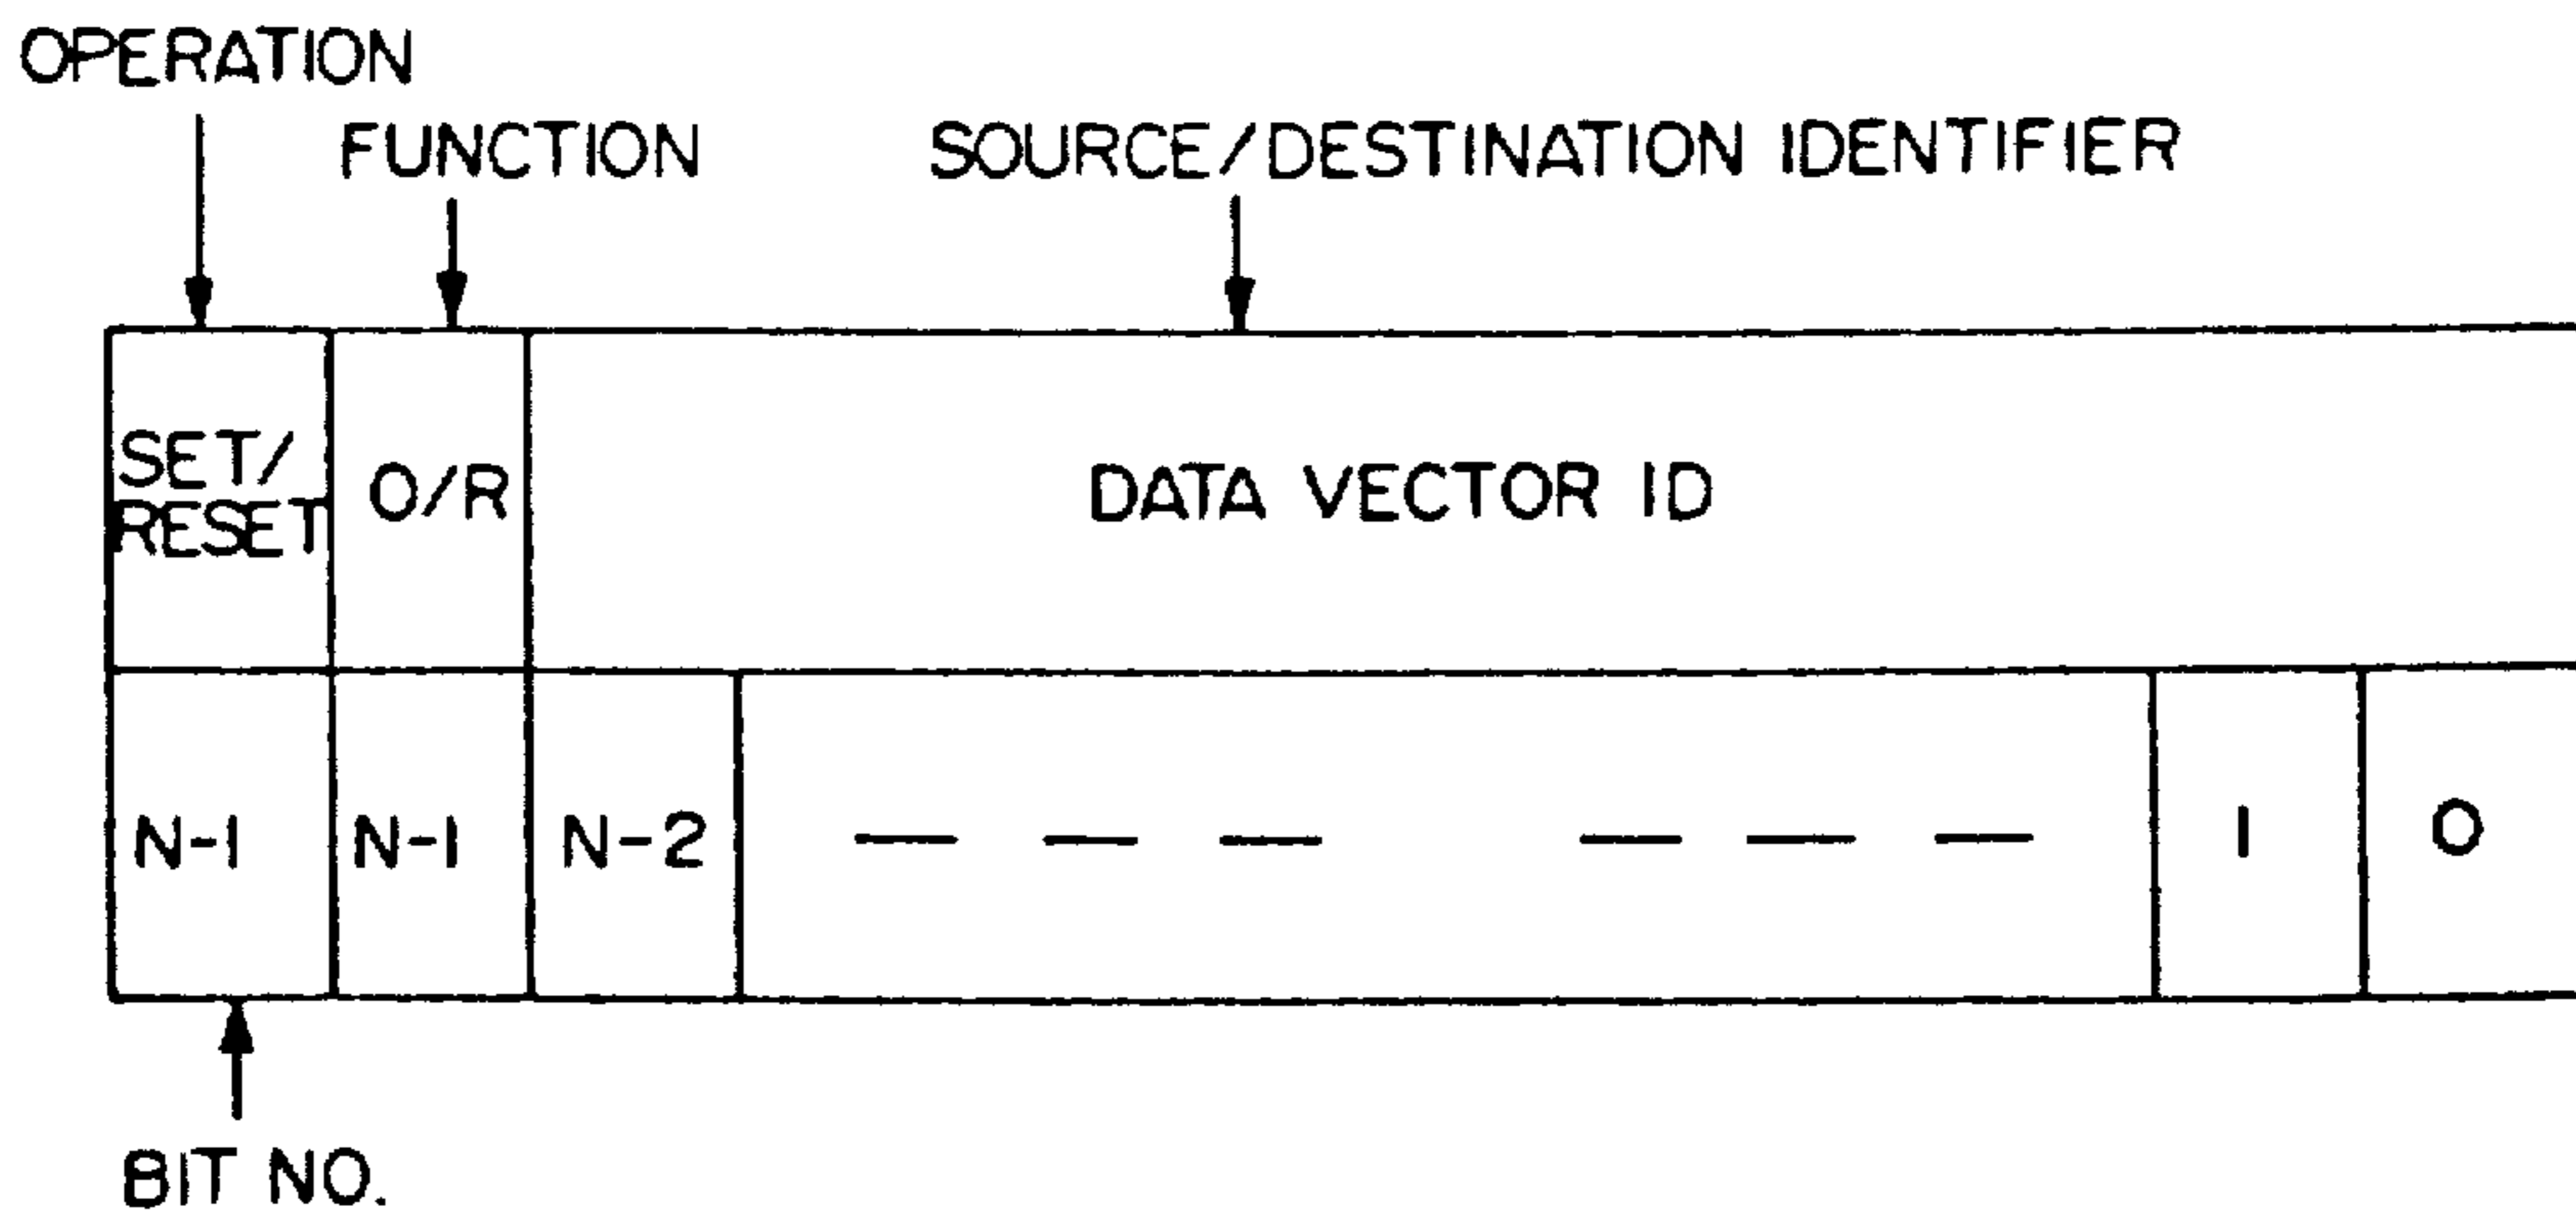 OPERATION
FUNCTION
SOURCE/DESTINATION IDENTIFIER
SET/
RESET
O/R
DATA VECTOR ID
N-1
N-1
N-2
— — — — — —
1
0
BIT NO.